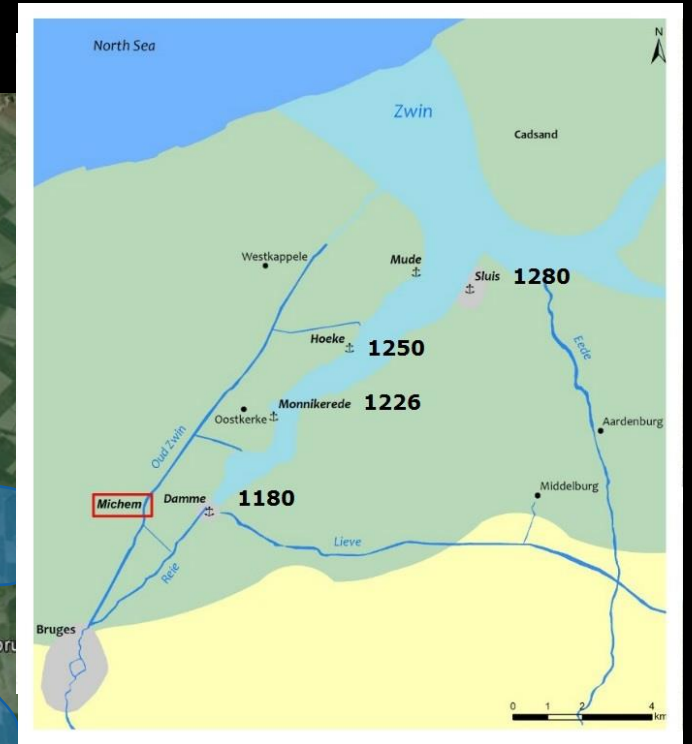 North Sea
N
Zwin
Cadsand
Westkappele
Mude
Sluis 1280
Hoeke 1250
Eede
Monnikerede 1226
Oostkerke
Aardenburg
Oud Zwin
Middelburg
Michem
Damme 1180
Lieve
Reie
Bruges
0 1 2 4
km